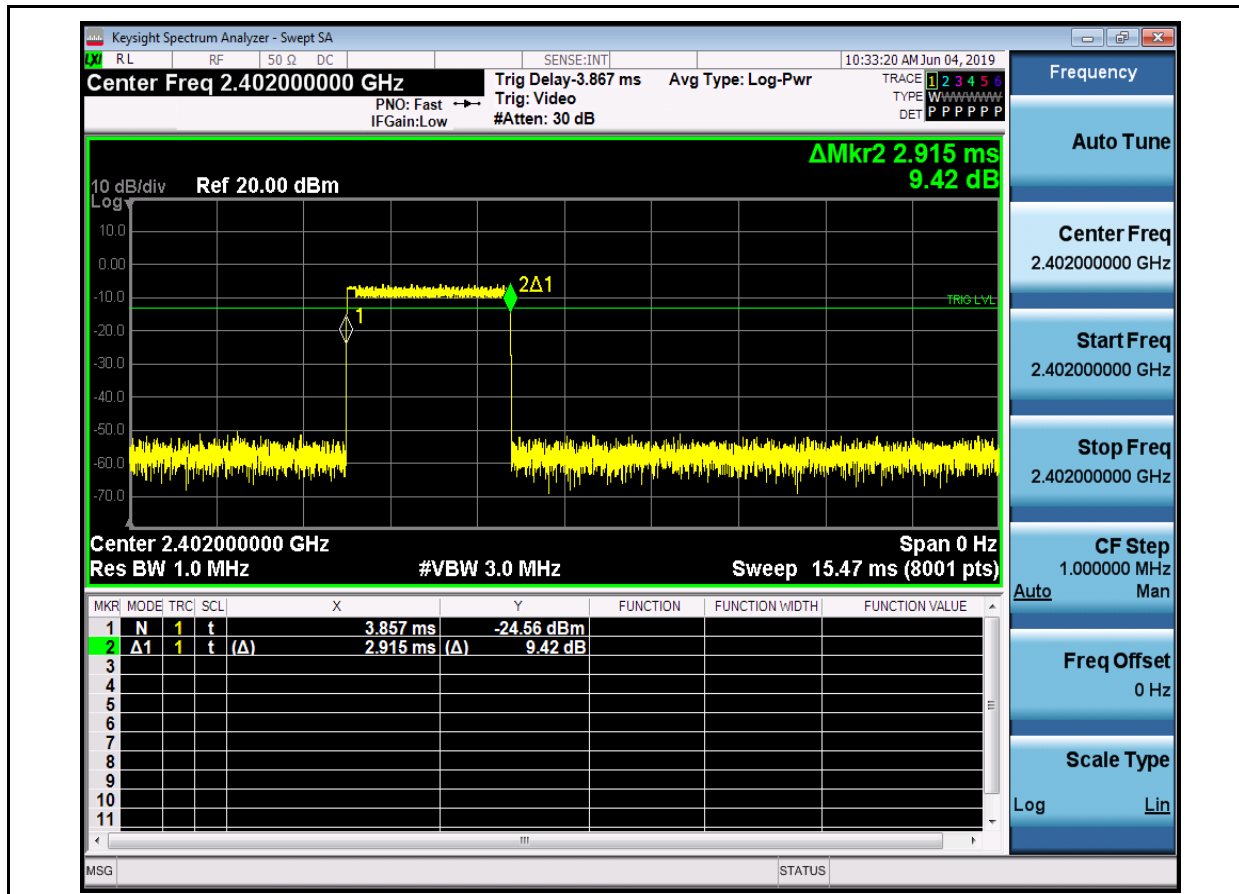 Keysight Spectrum Analyzer - Swept SA
LXI RL RF 50 Ω DC SENSE:INT 10:33:20 AM Jun 04, 2019
Center Freq 2.402000000 GHz
PNO: Fast
IFGain:Low
Trig Delay-3.867 ms
Trig: Video
#Atten: 30 dB
Avg Type: Log-Pwr
TRACE 1 2 3 4 5 6
TYPE WWWWWW
DET P P P P P P
ΔMkr2 2.915 ms
9.42 dB
10 dB/div Ref 20.00 dBm
Log
10.0
0.00
-10.0
-20.0
-30.0
-40.0
-50.0
-60.0
-70.0
1
2Δ1
TRIG LVL
Center 2.402000000 GHz Span 0 Hz
Res BW 1.0 MHz #VBW 3.0 MHz Sweep 15.47 ms (8001 pts)
MKR MODE TRC SCL X Y FUNCTION FUNCTION WIDTH FUNCTION VALUE
1 N 1 t 3.857 ms -24.56 dBm
2 Δ1 1 t (Δ) 2.915 ms (Δ) 9.42 dB
3
4
5
6
7
8
9
10
11
MSG STATUS
Frequency
Auto Tune
Center Freq
2.402000000 GHz
Start Freq
2.402000000 GHz
Stop Freq
2.402000000 GHz
CF Step
1.000000 MHz
Auto Man
Freq Offset
0 Hz
Scale Type
Log Lin